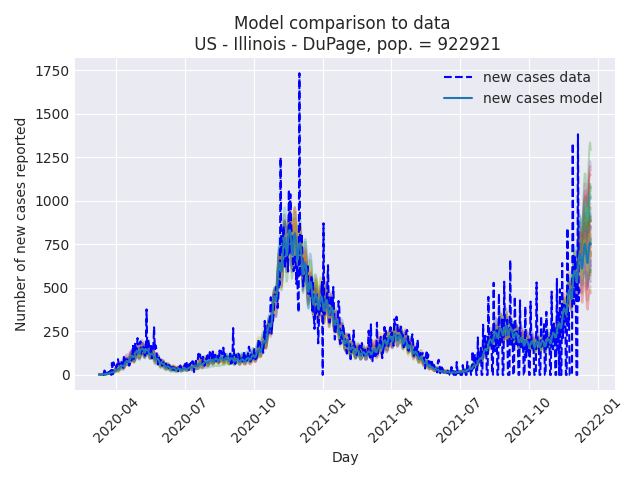 Model comparison to data
US - Illinois - DuPage, pop. = 922921
new cases data
new cases model
Number of new cases reported
1750
1500
1250
1000
750
500
250
0
2020-04
2020-07
2020-10
2021-01
2021-04
2021-07
2021-10
2022-01
Day